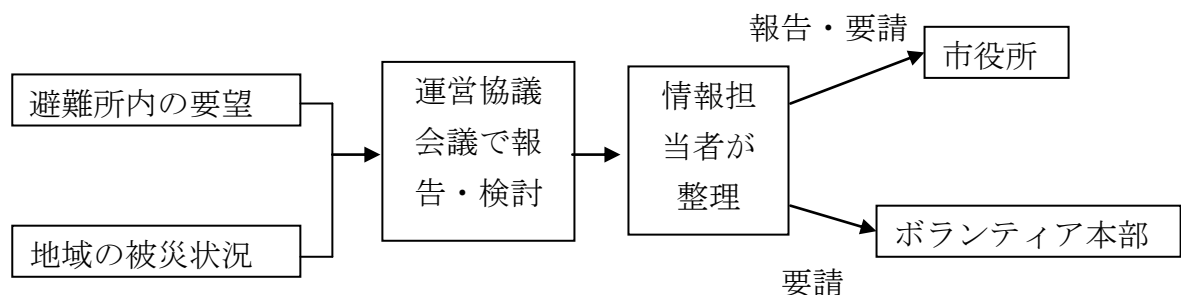 報告・要請
市役所
避難所内の要望
運営協議
会議で報
告・検討
情報担
当者が
整理
地域の被災状況
ボランティア本部
要請